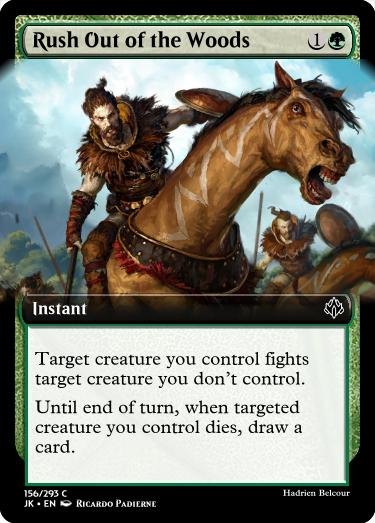 Rush Out of the Woods 1
Instant
Target creature you control fights
target creature you don't control.
Until end of turn, when targeted
creature you control dies, draw a
card.
156/293 C
JK • EN Ricardo Padierne
Hadrien Belcour